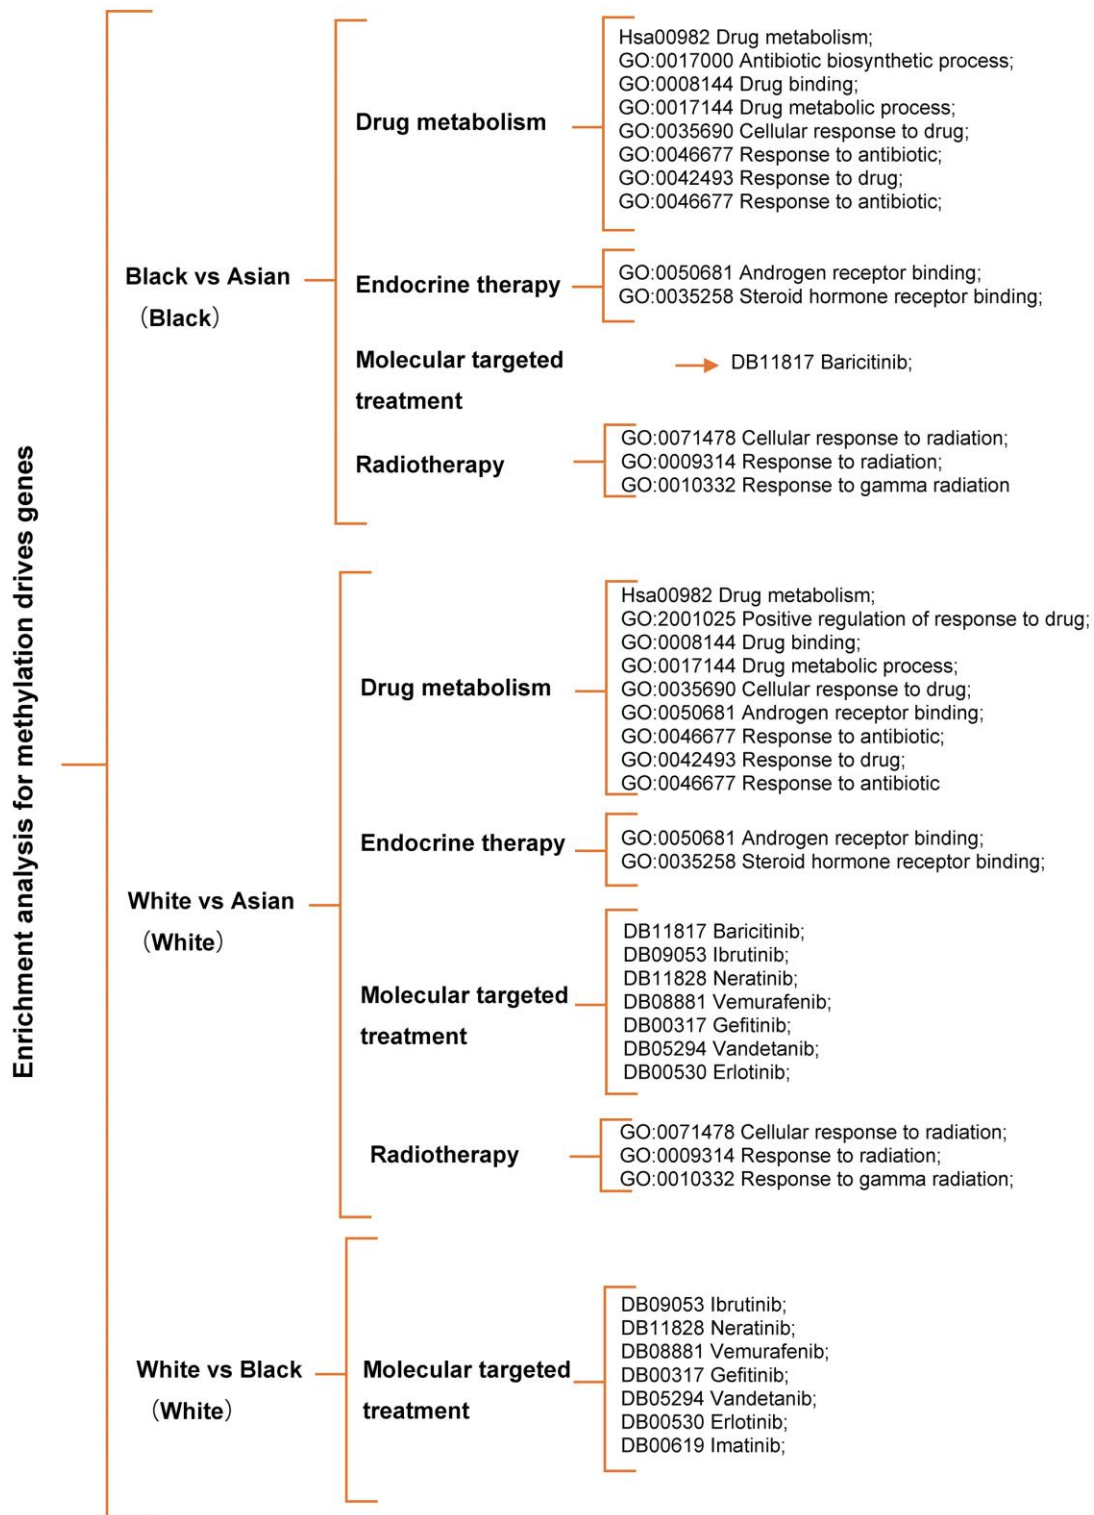 Enrichment analysis for methylation drives genes
Black vs Asian
（Black）
Drug metabolism
Hsa00982 Drug metabolism;
GO:0017000 Antibiotic biosynthetic process;
GO:0008144 Drug binding;
GO:0017144 Drug metabolic process;
GO:0035690 Cellular response to drug;
GO:0046677 Response to antibiotic;
GO:0042493 Response to drug;
GO:0046677 Response to antibiotic;
Endocrine therapy
GO:0050681 Androgen receptor binding;
GO:0035258 Steroid hormone receptor binding;
Molecular targeted
treatment
DB11817 Baricitinib;
Radiotherapy
GO:0071478 Cellular response to radiation;
GO:0009314 Response to radiation;
GO:0010332 Response to gamma radiation
White vs Asian
（White）
Drug metabolism
Hsa00982 Drug metabolism;
GO:2001025 Positive regulation of response to drug;
GO:0008144 Drug binding;
GO:0017144 Drug metabolic process;
GO:0035690 Cellular response to drug;
GO:0050681 Androgen receptor binding;
GO:0046677 Response to antibiotic;
GO:0042493 Response to drug;
GO:0046677 Response to antibiotic
Endocrine therapy
GO:0050681 Androgen receptor binding;
GO:0035258 Steroid hormone receptor binding;
Molecular targeted
treatment
DB11817 Baricitinib;
DB09053 Ibrutinib;
DB11828 Neratinib;
DB08881 Vemurafenib;
DB00317 Gefitinib;
DB05294 Vandetanib;
DB00530 Erlotinib;
Radiotherapy
GO:0071478 Cellular response to radiation;
GO:0009314 Response to radiation;
GO:0010332 Response to gamma radiation;
White vs Black
（White）
Molecular targeted
treatment
DB09053 Ibrutinib;
DB11828 Neratinib;
DB08881 Vemurafenib;
DB00317 Gefitinib;
DB05294 Vandetanib;
DB00530 Erlotinib;
DB00619 Imatinib;